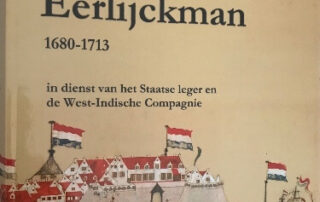 Eerlijckman
1680-1713
in dienst van het Staatse leger en
de West-Indische Compagnie